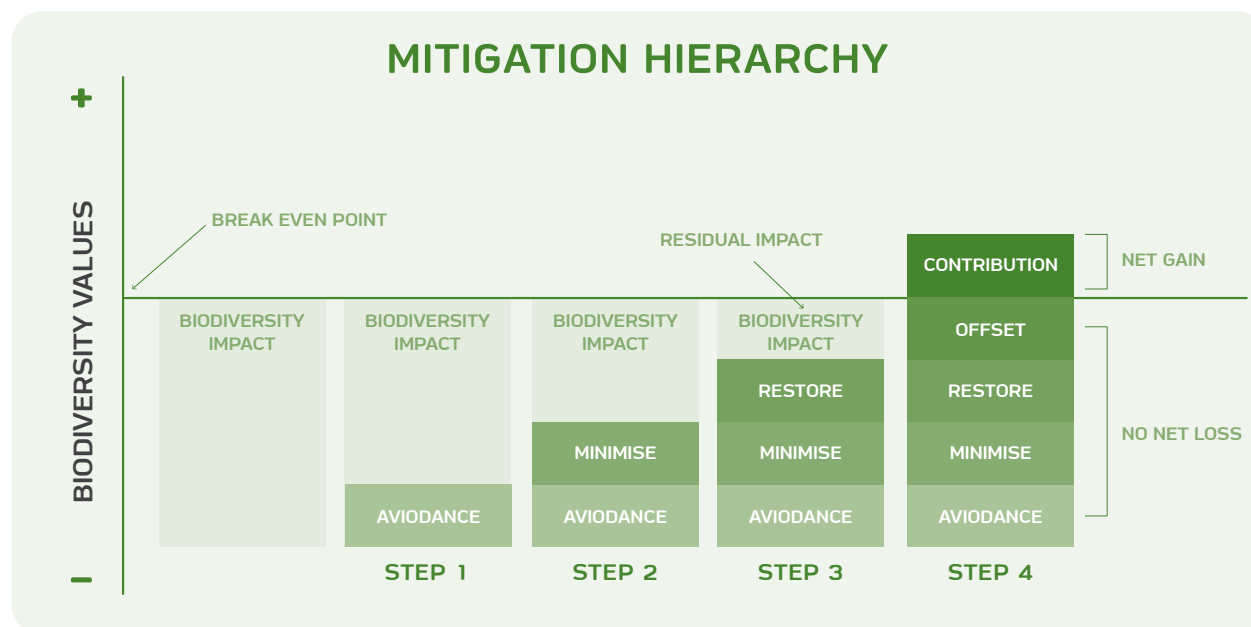 MITIGATION HIERARCHY
+
BIODIVERSITY VALUES
–
BREAK EVEN POINT
RESIDUAL IMPACT
CONTRIBUTION
NET GAIN
BIODIVERSITY
IMPACT
BIODIVERSITY
IMPACT
BIODIVERSITY
IMPACT
BIODIVERSITY
IMPACT
OFFSET
RESTORE
RESTORE
NO NET LOSS
MINIMISE
MINIMISE
MINIMISE
AVIODANCE
AVIODANCE
AVIODANCE
AVIODANCE
STEP 1
STEP 2
STEP 3
STEP 4